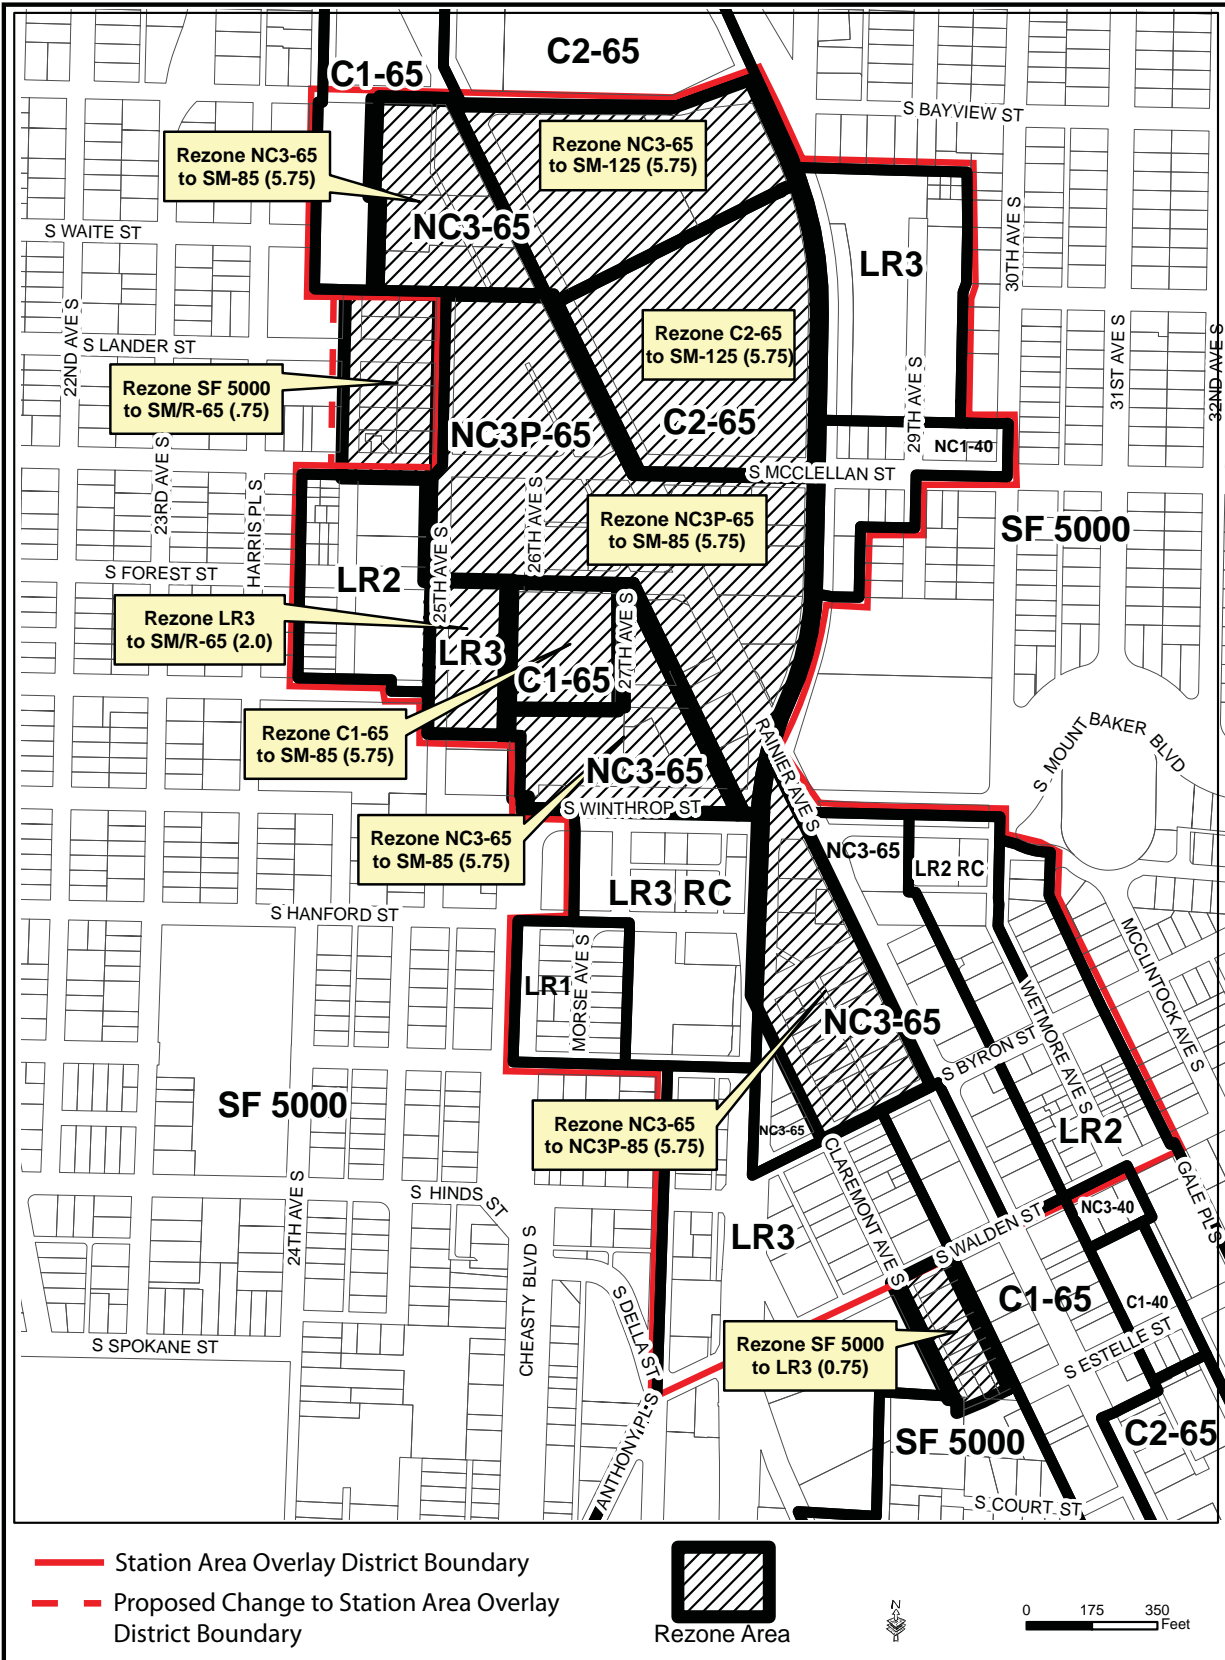 C2-65
C1-65
S BAYVIEW ST
Rezone NC3-65
to SM-85 (5.75)
Rezone NC3-65
to SM-125 (5.75)
NC3-65
S WAITE ST
LR3
30TH AVE S
22ND AVE S
S LANDER ST
Rezone C2-65
to SM-125 (5.75)
31ST AVE S
32ND AVE S
29TH AVE S
Rezone SF 5000
to SM/R-65 (.75)
NC3P-65
C2-65
NC1-40
23RD AVE S
HARRIS PL S
S MCCLELLAN ST
26TH AVE S
Rezone NC3P-65
to SM-85 (5.75)
SF 5000
25TH AVE S
S FOREST ST
LR2
Rezone LR3
to SM/R-65 (2.0)
LR3
C1-65
27TH AVE S
Rezone C1-65
to SM-85 (5.75)
RAINIER AVE S
S MOUNT BAKER BLVD
NC3-65
S WINTHROP ST
Rezone NC3-65
to SM-85 (5.75)
NC3-65
LR2 RC
LR3 RC
S HANFORD ST
MCCLINTOCK AVE S
LR1
MORSE AVE S
NC3-65
WETMORE AVE S
S BYRON ST
SF 5000
Rezone NC3-65
to NC3P-85 (5.75)
NC3-65
LR2
CLAREMONT AVE S
GALE PL S
24TH AVE S
S HINDS ST
CHEASTY BLVD S
LR3
S WALDEN ST
NC3-40
S DELLA ST
C1-65
C1-40
S SPOKANE ST
Rezone SF 5000
to LR3 (0.75)
S ESTELLE ST
ANTHONY PL S
SF 5000
C2-65
S COURT ST
Station Area Overlay District Boundary
Proposed Change to Station Area Overlay
District Boundary
Rezone Area
N
0 175 350
Feet